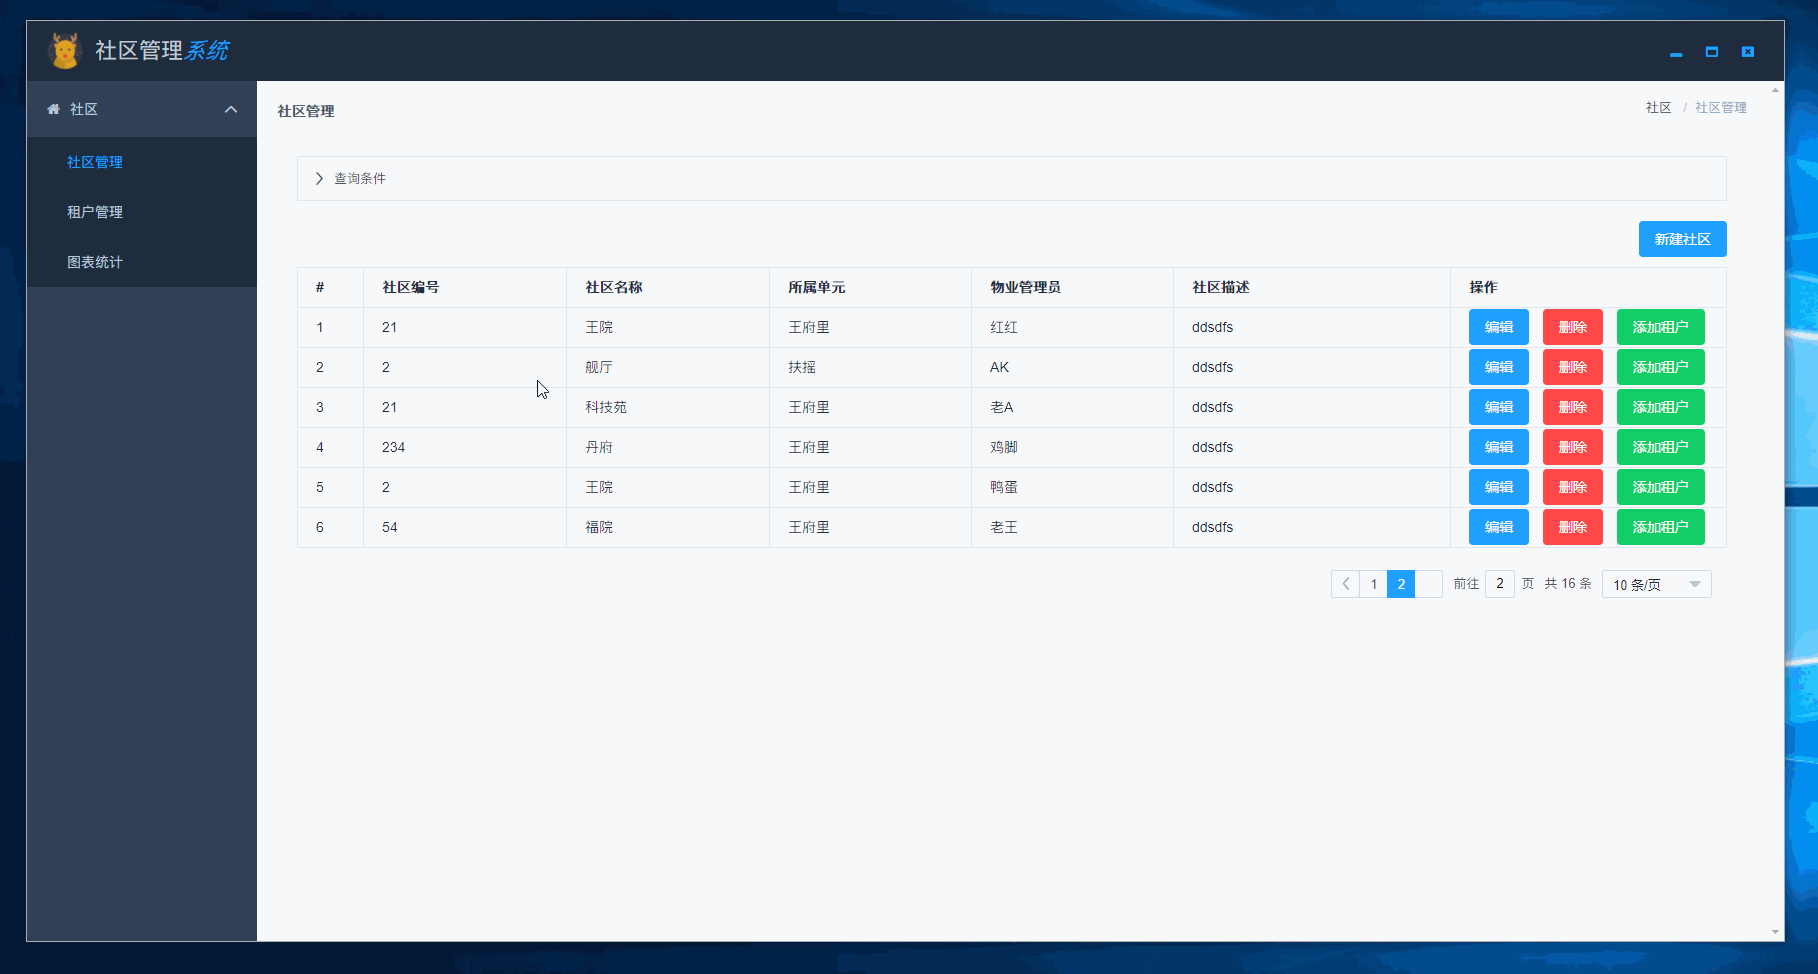 社区管理系统
社区
社区管理
租户管理
图表统计
社区管理
社区 / 社区管理
查询条件
新建社区
# 社区编号 社区名称 所属单元 物业管理员 社区描述 操作
1 21 王院 王府里 红红 ddsdfs 编辑 删除 添加租户
2 2 舰厅 扶摇 AK ddsdfs 编辑 删除 添加租户
3 21 科技苑 王府里 老A ddsdfs 编辑 删除 添加租户
4 234 丹府 王府里 鸡脚 ddsdfs 编辑 删除 添加租户
5 2 王院 王府里 鸭蛋 ddsdfs 编辑 删除 添加租户
6 54 福院 王府里 老王 ddsdfs 编辑 删除 添加租户
1 2 前往 2 页 共 16 条 10 条/页